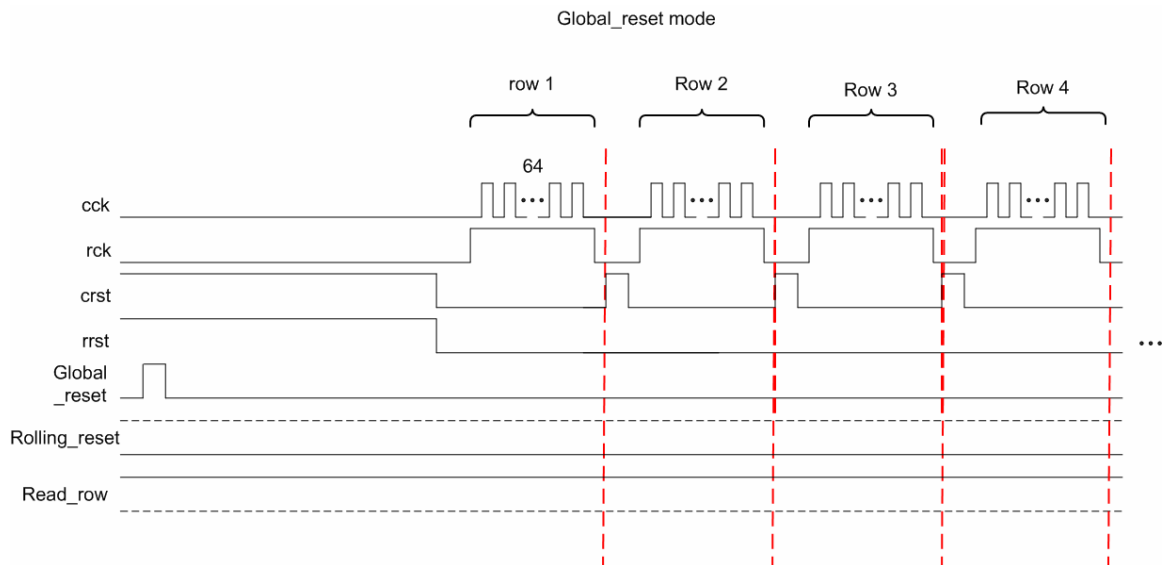 Global_reset mode
row 1
Row 2
Row 3
Row 4
64
cck
rck
crst
rrst
Global
_reset
Rolling_reset
Read_row